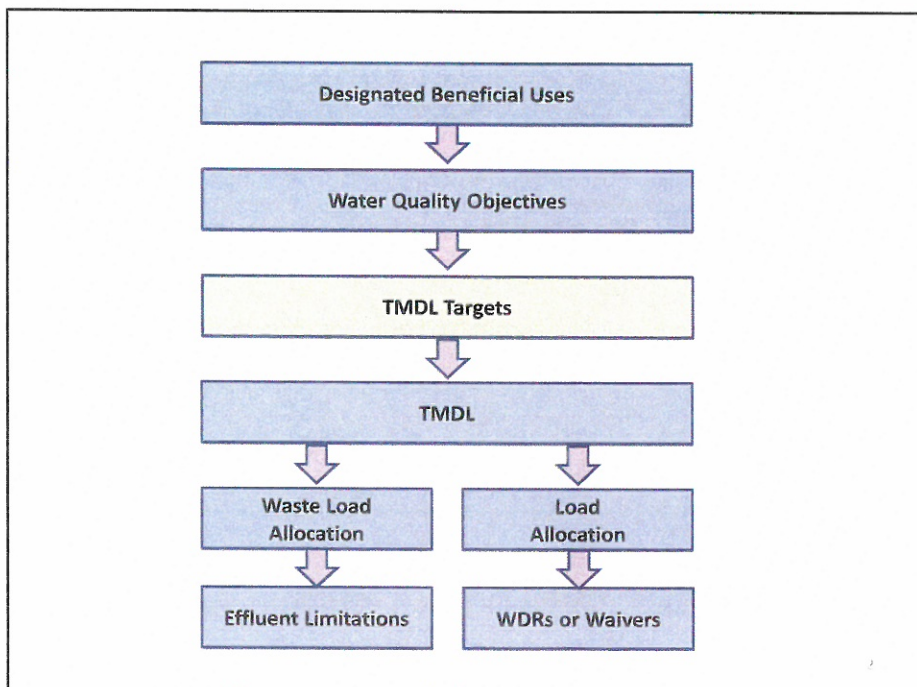 Designated Beneficial Uses
Water Quality Objectives
TMDL Targets
TMDL
Waste Load
Allocation
Load
Allocation
Effluent Limitations
WDRs or Waivers